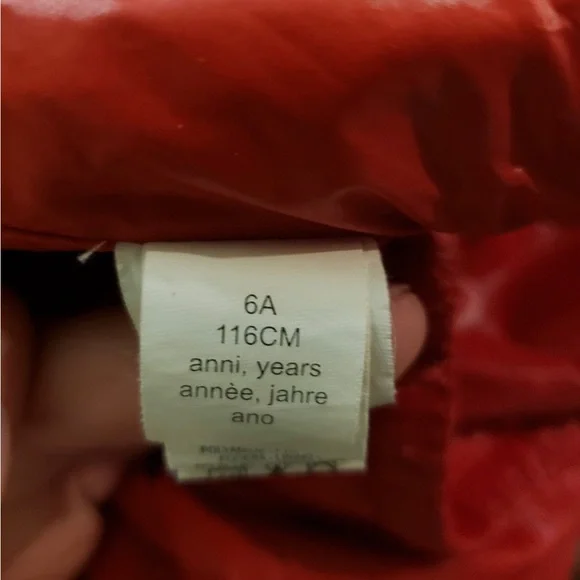 6A
116CM
anni, years
annèe, jahre
ano